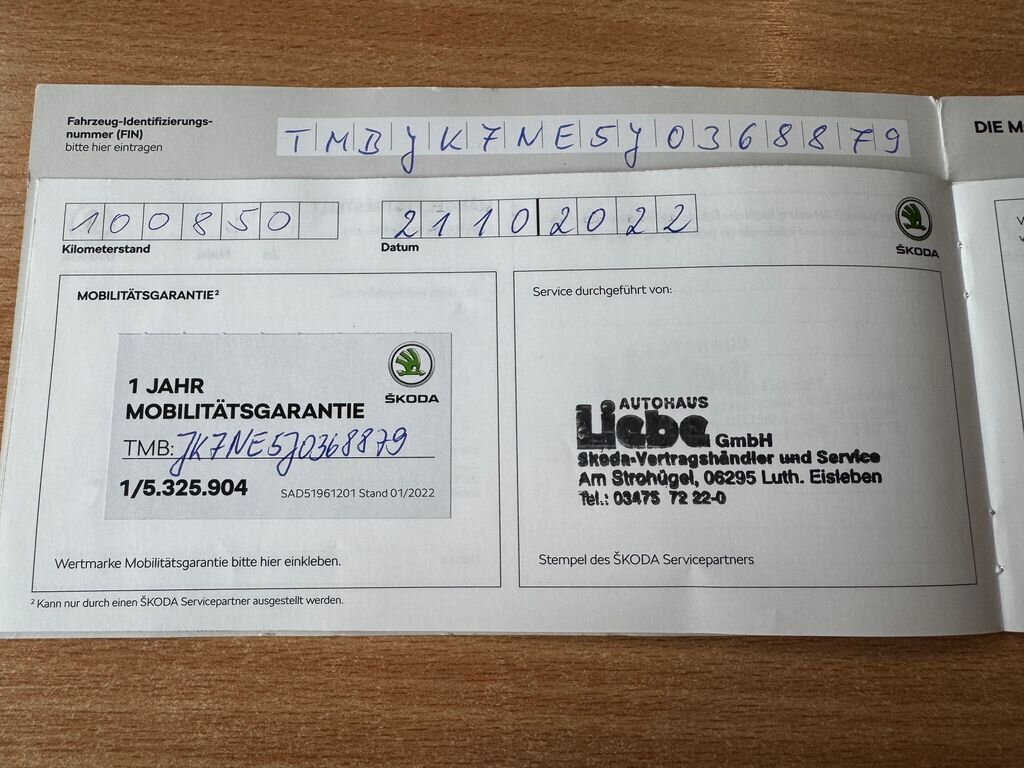 Fahrzeug-Identifizierungs-
nummer (FIN)
bitte hier eintragen
TMBJK7NE5J0368879
DIE M
100850
Kilometerstand
21102022
Datum
ŠKODA
MOBILITÄTSGARANTIE²
1 JAHR
MOBILITÄTSGARANTIE
ŠKODA
TMB: JK7NE5J0368879
1/5.325.904
SAD51961201 Stand 01/2022
Wertmarke Mobilitätsgarantie bitte hier einkleben.
Service durchgeführt von:
AUTOHAUS
Liebe GmbH
Skoda-Vertragshändler und Service
Am Strohügel, 06295 Luth. Eisleben
Tel.: 03475 72 22-0
Stempel des ŠKODA Servicepartners
² Kann nur durch einen ŠKODA Servicepartner ausgestellt werden.